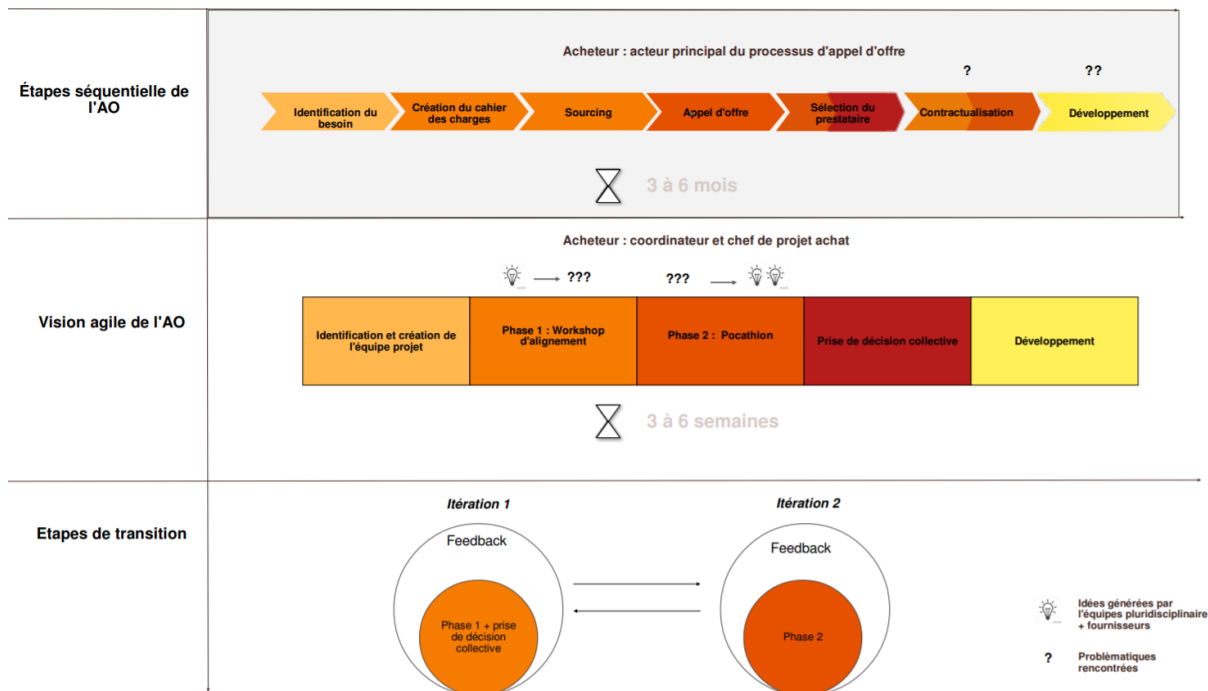 Acheteur : acteur principal du processus d'appel d'offre
? ??
Étapes séquentielle de
l'AO
Identification du
besoin
Création du cahier
des charges
Sourcing
Appel d'offre
Sélection du
prestataire
Contractualisation
Développement
3 à 6 mois
Acheteur : coordinateur et chef de projet achat
???
???
Vision agile de l'AO
Identification et création de
l'équipe projet
Phase 1 : Workshop
d'alignement
Phase 2 : Pocathlon
Prise de décision collective
Développement
3 à 6 semaines
Etapes de transition
Itération 1
Feedback
Phase 1 + prise
de décision
collective
Itération 2
Feedback
Phase 2
Idées générées par
l'équipes pluridisciplinaire
+ fournisseurs
?
Problèmatiques
rencontrées